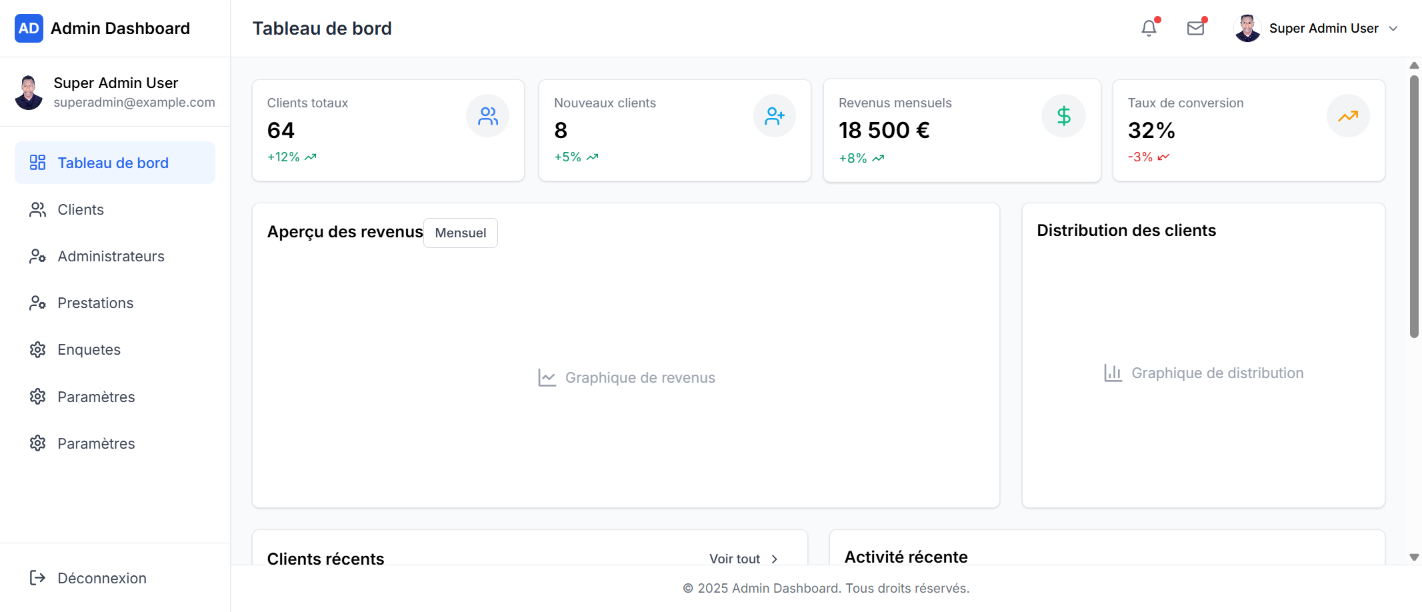 AD Admin Dashboard
Super Admin User
superadmin@example.com
Tableau de bord
Clients
Administrateurs
Prestations
Enquetes
Paramètres
Paramètres
Déconnexion
Tableau de bord
Super Admin User
Clients totaux
64
+12%
Nouveaux clients
8
+5%
Revenus mensuels
18 500 €
+8%
Taux de conversion
32%
-3%
Aperçu des revenus
Mensuel
Graphique de revenus
Distribution des clients
Graphique de distribution
Clients récents
Voir tout
Activité récente
© 2025 Admin Dashboard. Tous droits réservés.